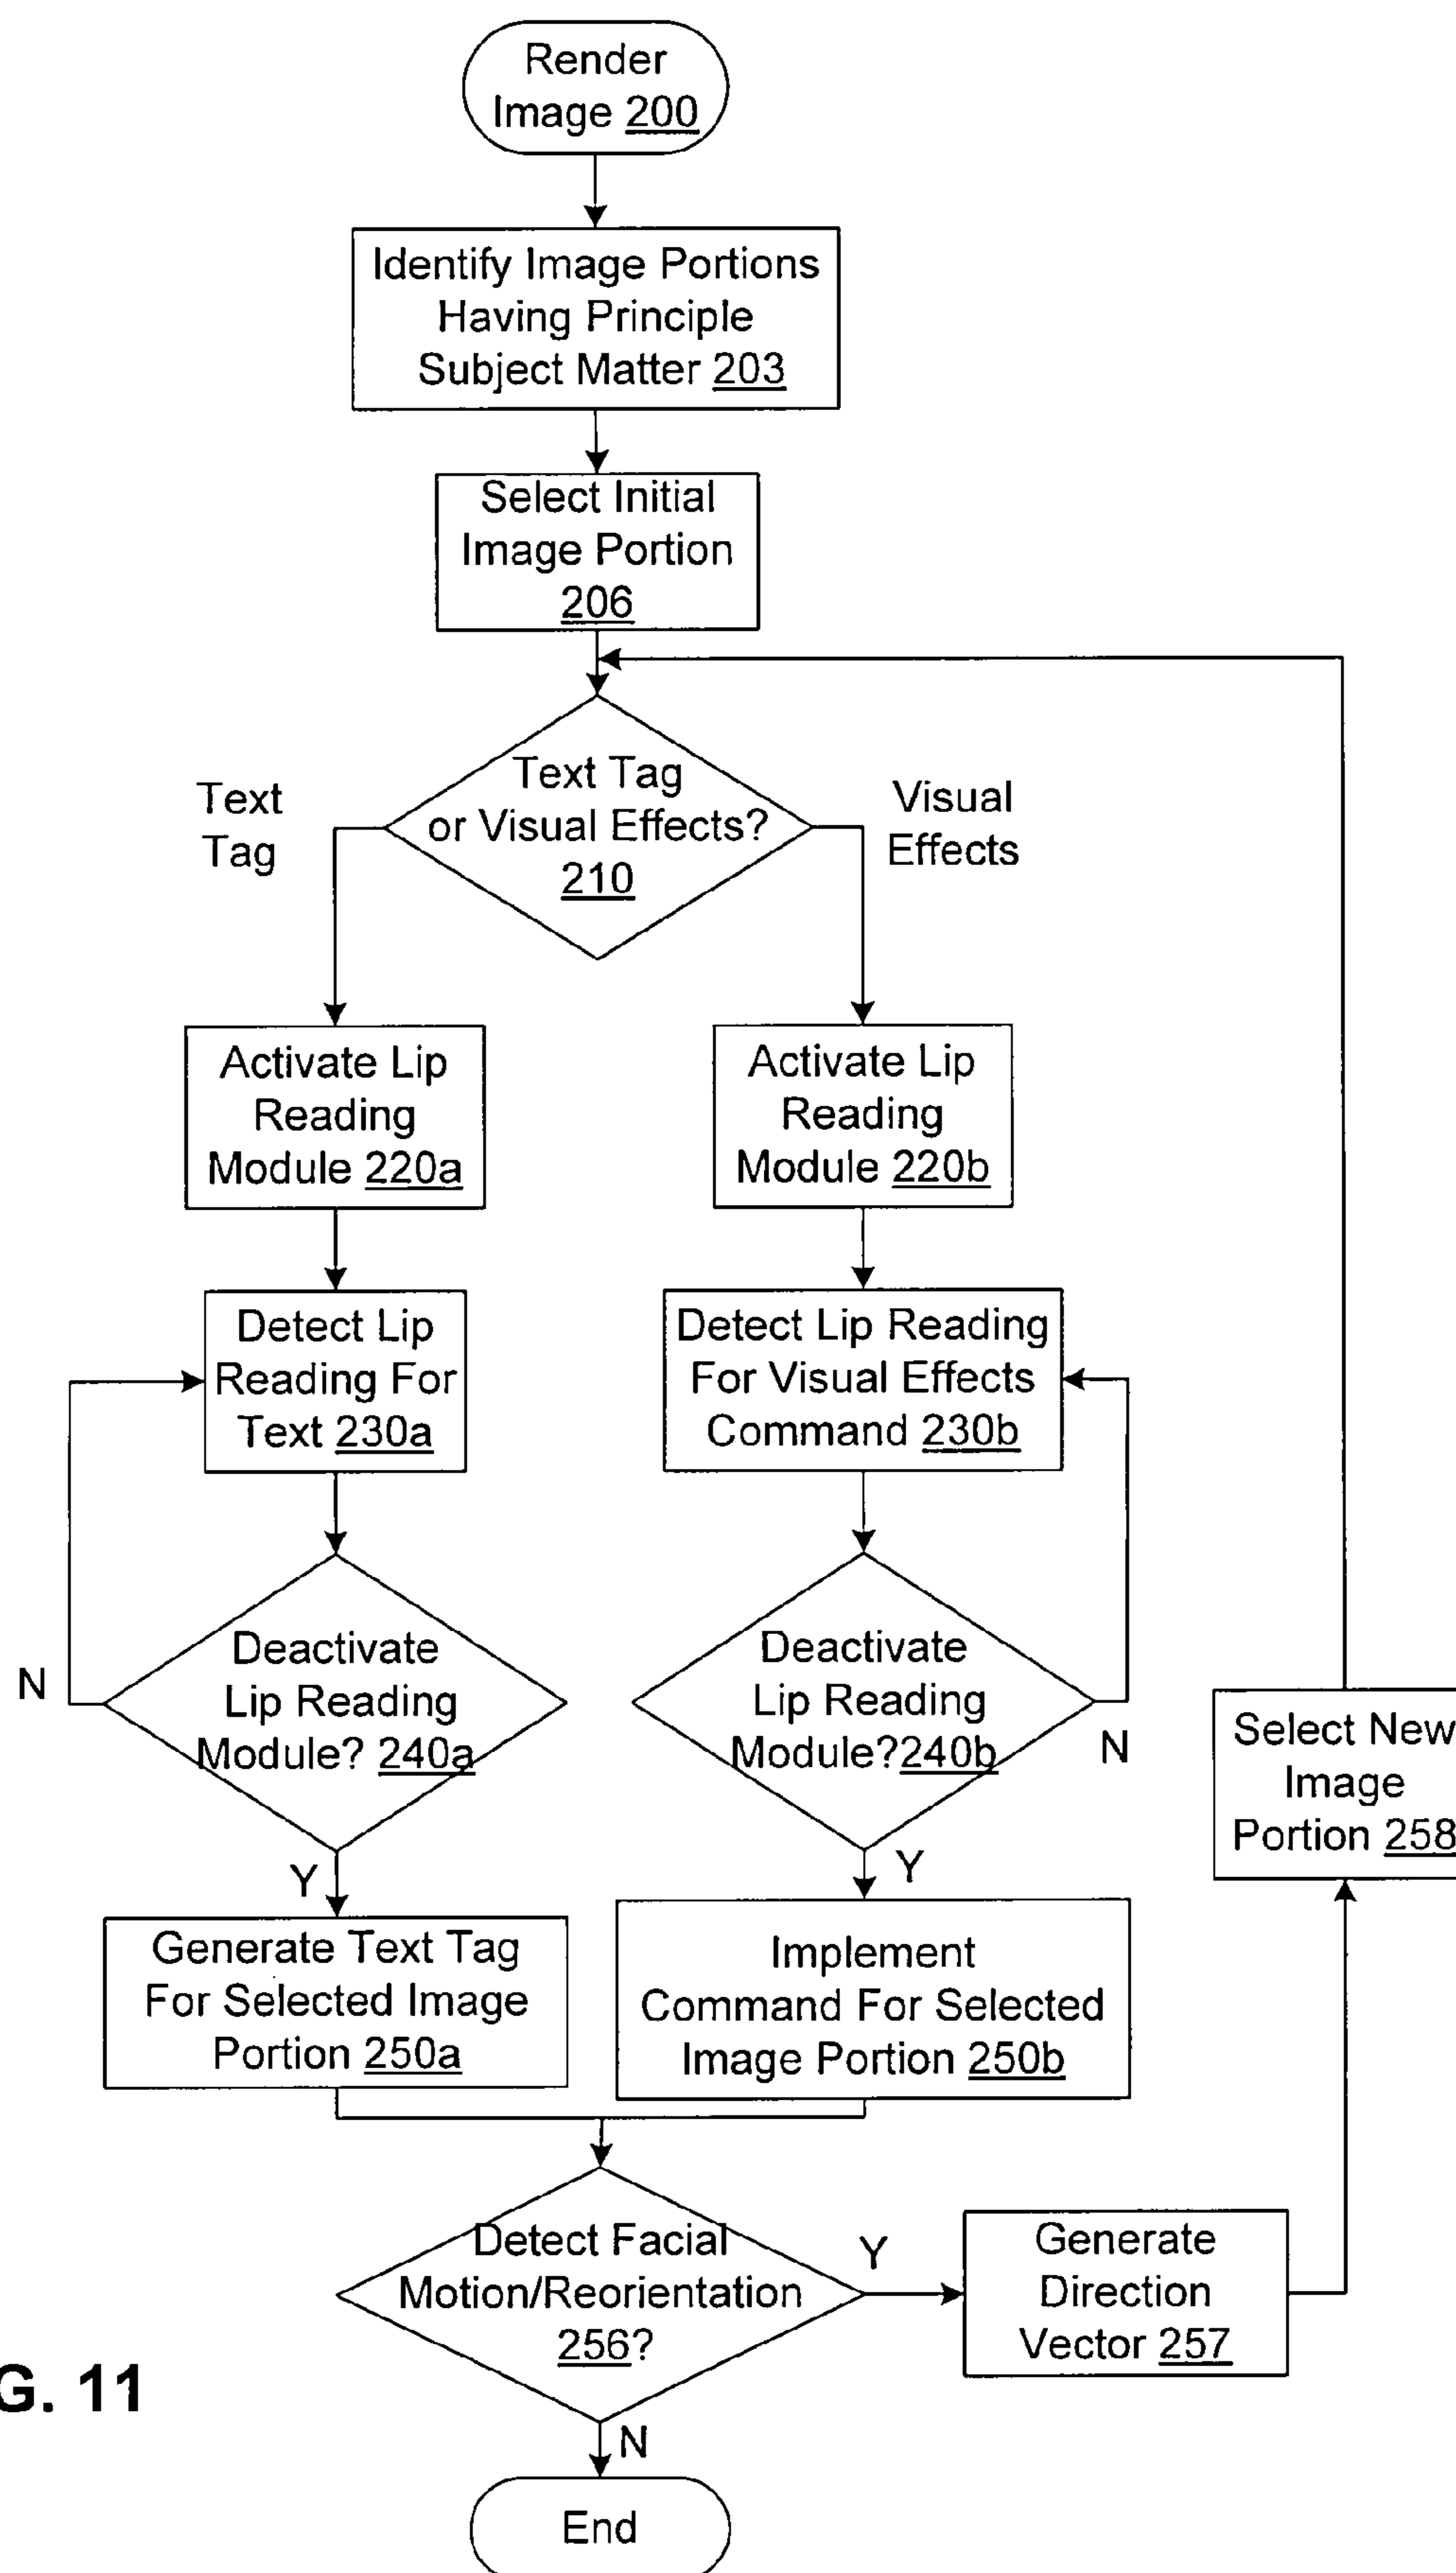 Render
Image 200
Identify Image Portions
Having Principle
Subject Matter 203
Select Initial
Image Portion
206
Text Tag
or Visual Effects?
210
Text
Tag
Visual
Effects
Activate Lip
Reading
Module 220a
Activate Lip
Reading
Module 220b
Detect Lip
Reading For
Text 230a
Detect Lip Reading
For Visual Effects
Command 230b
Deactivate
Lip Reading
Module? 240a
N
Deactivate
Lip Reading
Module?240b
N
Select New
Image
Portion 258
Y
Y
Generate Text Tag
For Selected Image
Portion 250a
Implement
Command For Selected
Image Portion 250b
Detect Facial
Motion/Reorientation
256?
Y
Generate
Direction
Vector 257
G. 11
N
End